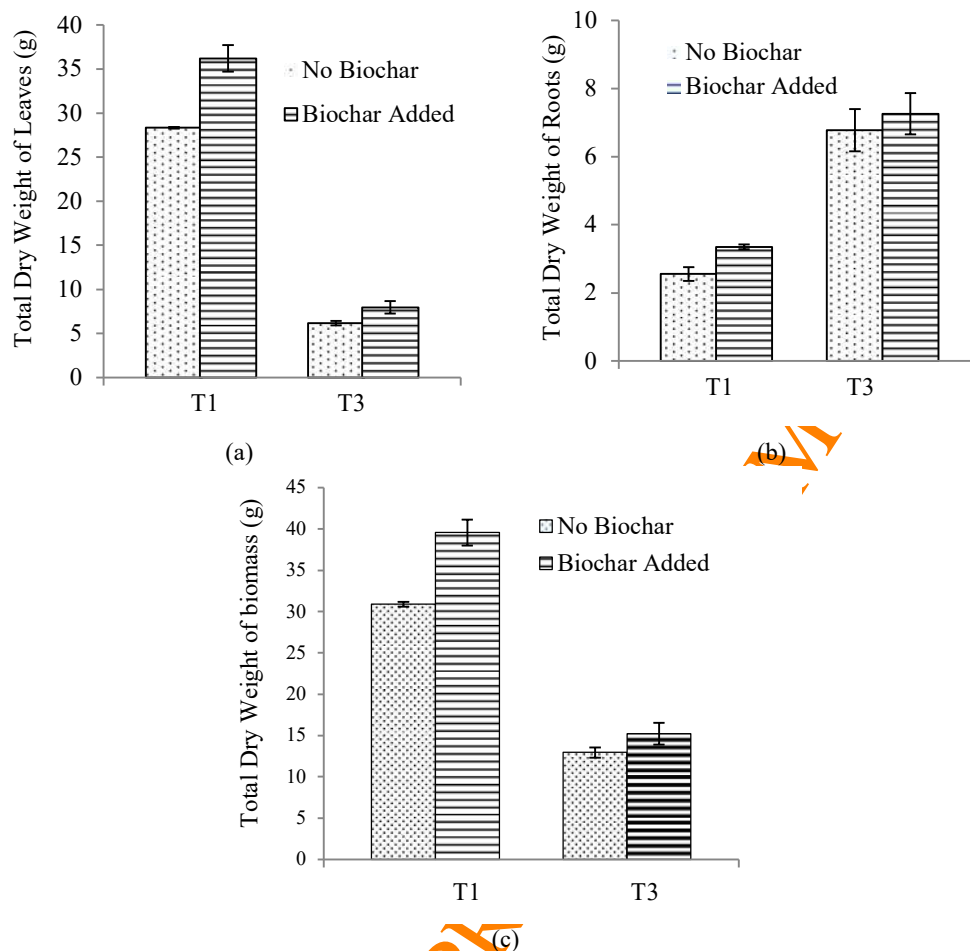 Total Dry Weight of Leaves (g)
40
35
30
25
20
15
10
5
0
No Biochar
Biochar Added
T1 T3
(a)
Total Dry Weight of Roots (g)
10
8
6
4
2
0
No Biochar
Biochar Added
T1 T3
(b)
Total Dry Weight of biomass (g)
45
40
35
30
25
20
15
10
5
0
No Biochar
Biochar Added
T1 T3
(c)